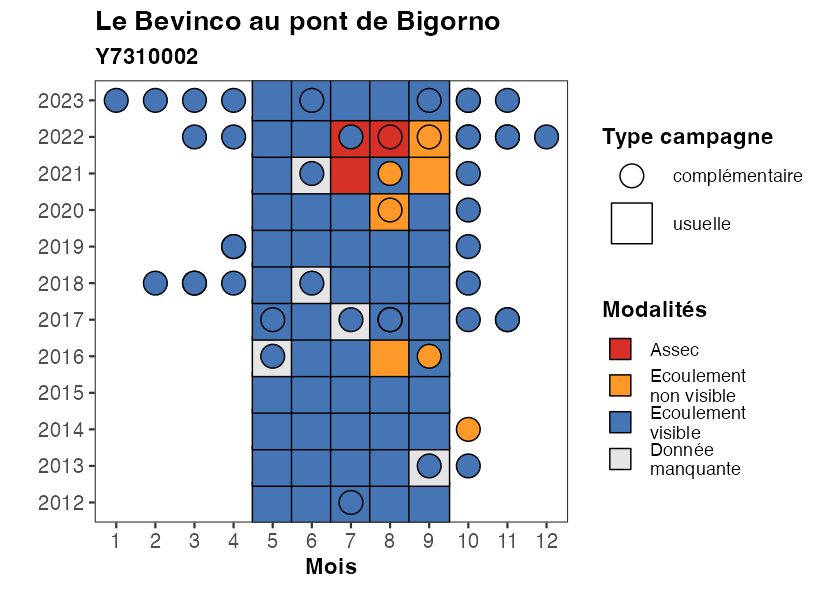 Le Bevinco au pont de Bigorno
Y7310002
2023
2022
2021
2020
2019
2018
2017
2016
2015
2014
2013
2012
1 2 3 4 5 6 7 8 9 10 11 12
Mois
Type campagne
complémentaire
usuelle
Modalités
Assec
Ecoulement
non visible
Ecoulement
visible
Donnée
manquante